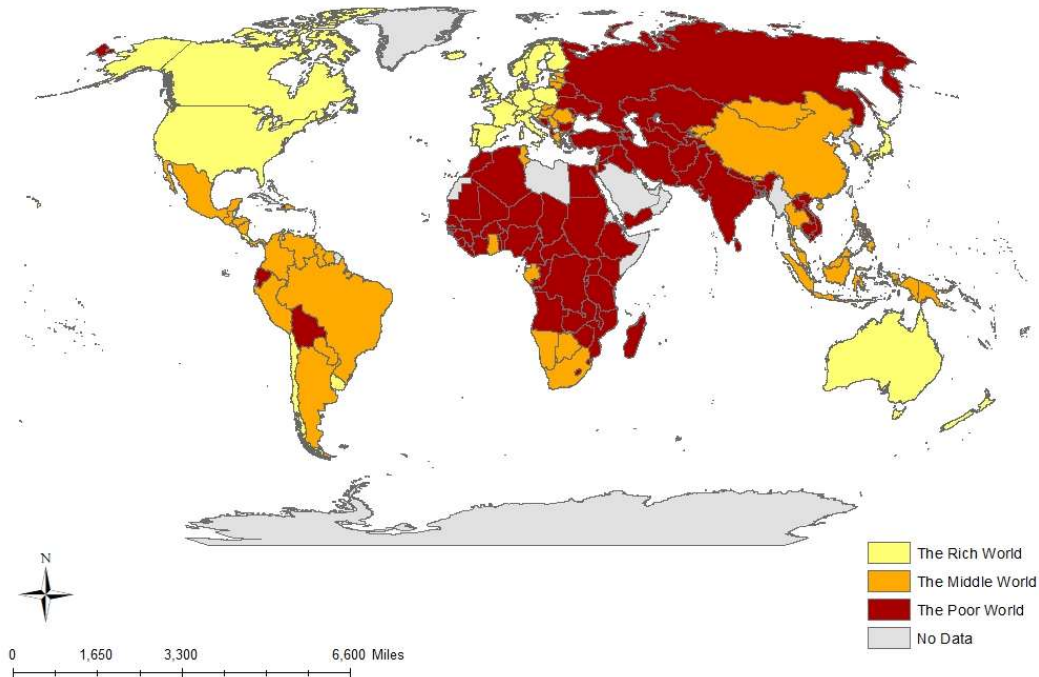 The Rich World
The Middle World
The Poor World
No Data
N
0 1,650 3,300 6,600 Miles